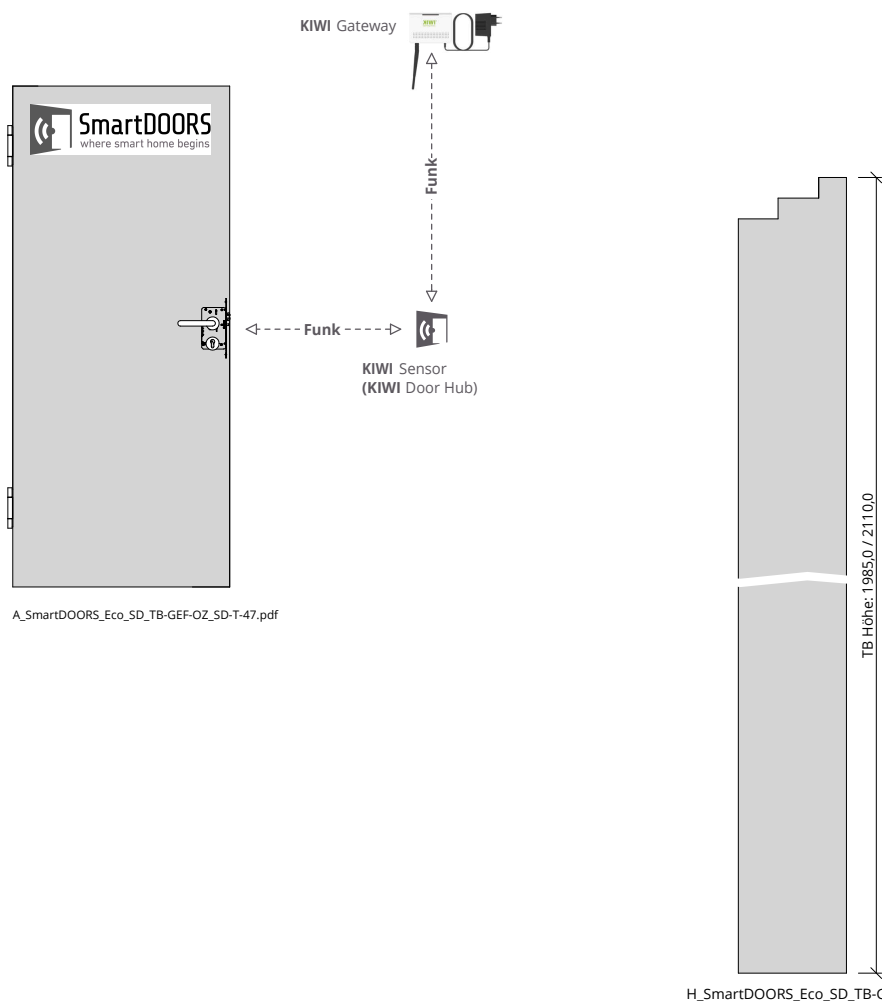 KIWI Gateway
KIWI
SmartDOORS
where smart home begins
Funk
Funk
KIWI Sensor
(KIWI Door Hub)
TB Höhe: 1985,0 / 2110,0
A_SmartDOORS_Eco_SD_TB-GEF-OZ_SD-T-47.pdf
H_SmartDOORS_Eco_SD_TB-G